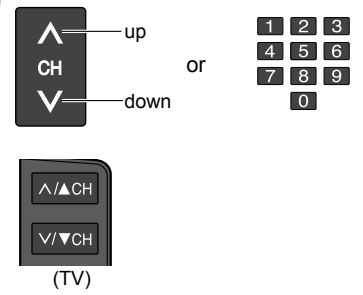 ∧ up
CH or
∨ down
1 2 3
4 5 6
7 8 9
0
∧/▲CH
∨/▼CH
(TV)